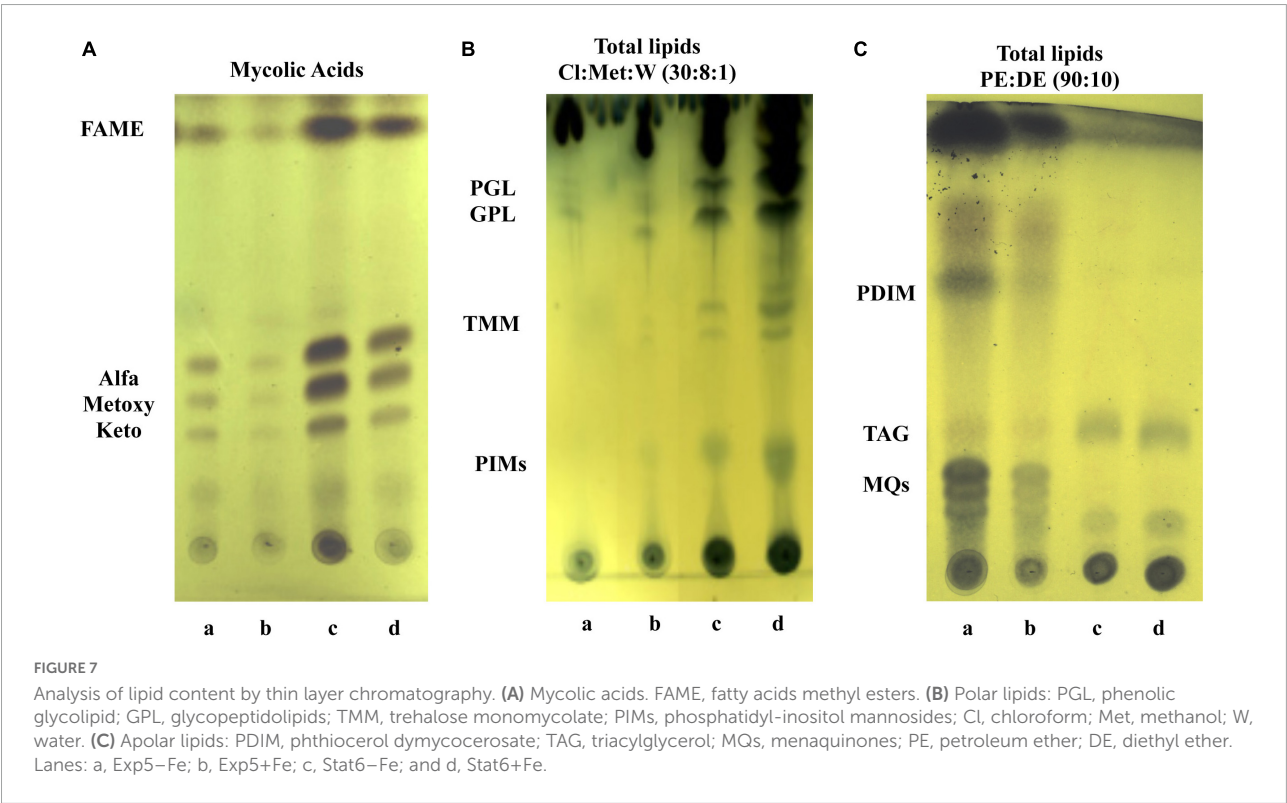 A
Mycolic Acids
FAME
Alfa
Metoxy
Keto
a b c d
B
Total lipids
Cl:Met:W (30:8:1)
PGL
GPL
TMM
PIMs
a b c d
C
Total lipids
PE:DE (90:10)
PDIM
TAG
MQs
a b c d
FIGURE 7
Analysis of lipid content by thin layer chromatography. (A) Mycolic acids. FAME, fatty acids methyl esters. (B) Polar lipids: PGL, phenolic
glycolipid; GPL, glycopeptidolipids; TMM, trehalose monomycolate; PIMs, phosphatidyl-inositol mannosides; Cl, chloroform; Met, methanol; W,
water. (C) Apolar lipids: PDIM, phthiocerol dymycocerosate; TAG, triacylglycerol; MQs, menaquinones; PE, petroleum ether; DE, diethyl ether.
Lanes: a, Exp5–Fe; b, Exp5+Fe; c, Stat6–Fe; and d, Stat6+Fe.